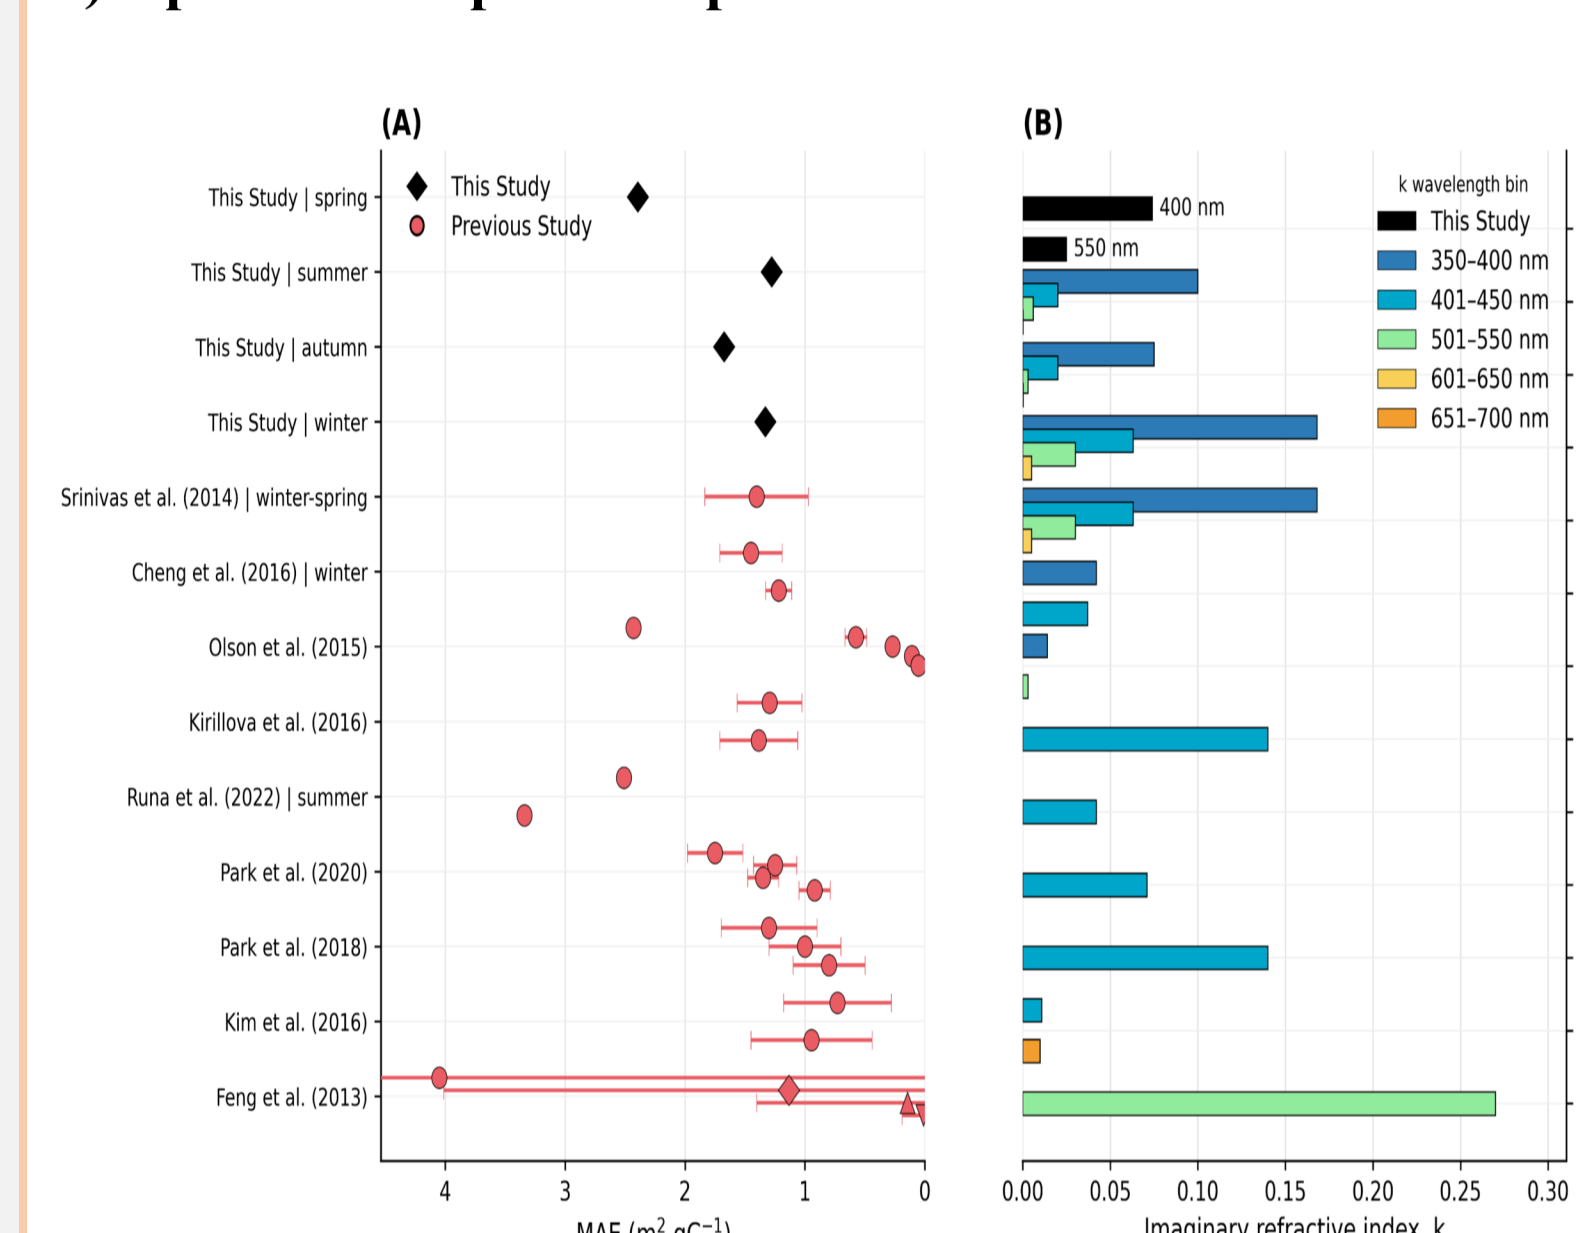 (A)
This Study
Previous Study
This Study | spring
This Study | summer
This Study | autumn
This Study | winter
Srinivas et al. (2014) | winter-spring
Cheng et al. (2016) | winter
Olson et al. (2015)
Kirillova et al. (2016)
Runa et al. (2022) | summer
Park et al. (2020)
Park et al. (2018)
Kim et al. (2016)
Feng et al. (2013)
4 3 2 1 0
(B)
400 nm
550 nm
k wavelength bin
This Study
350–400 nm
401–450 nm
501–550 nm
601–650 nm
651–700 nm
0.00 0.05 0.10 0.15 0.20 0.25 0.30
Imaginary refractive index, k